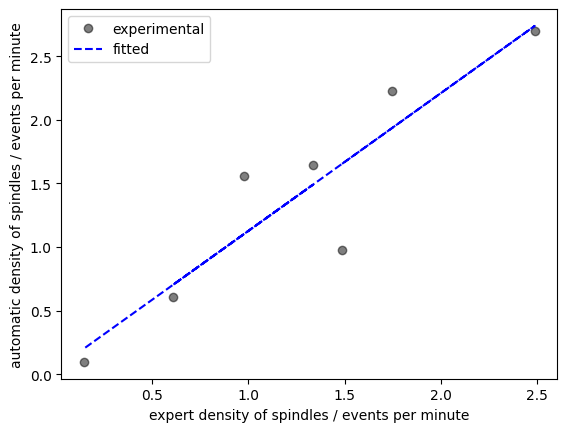 experimental
fitted
automatic density of spindles / events per minute
2.5
2.0
1.5
1.0
0.5
0.0
0.5 1.0 1.5 2.0 2.5
expert density of spindles / events per minute